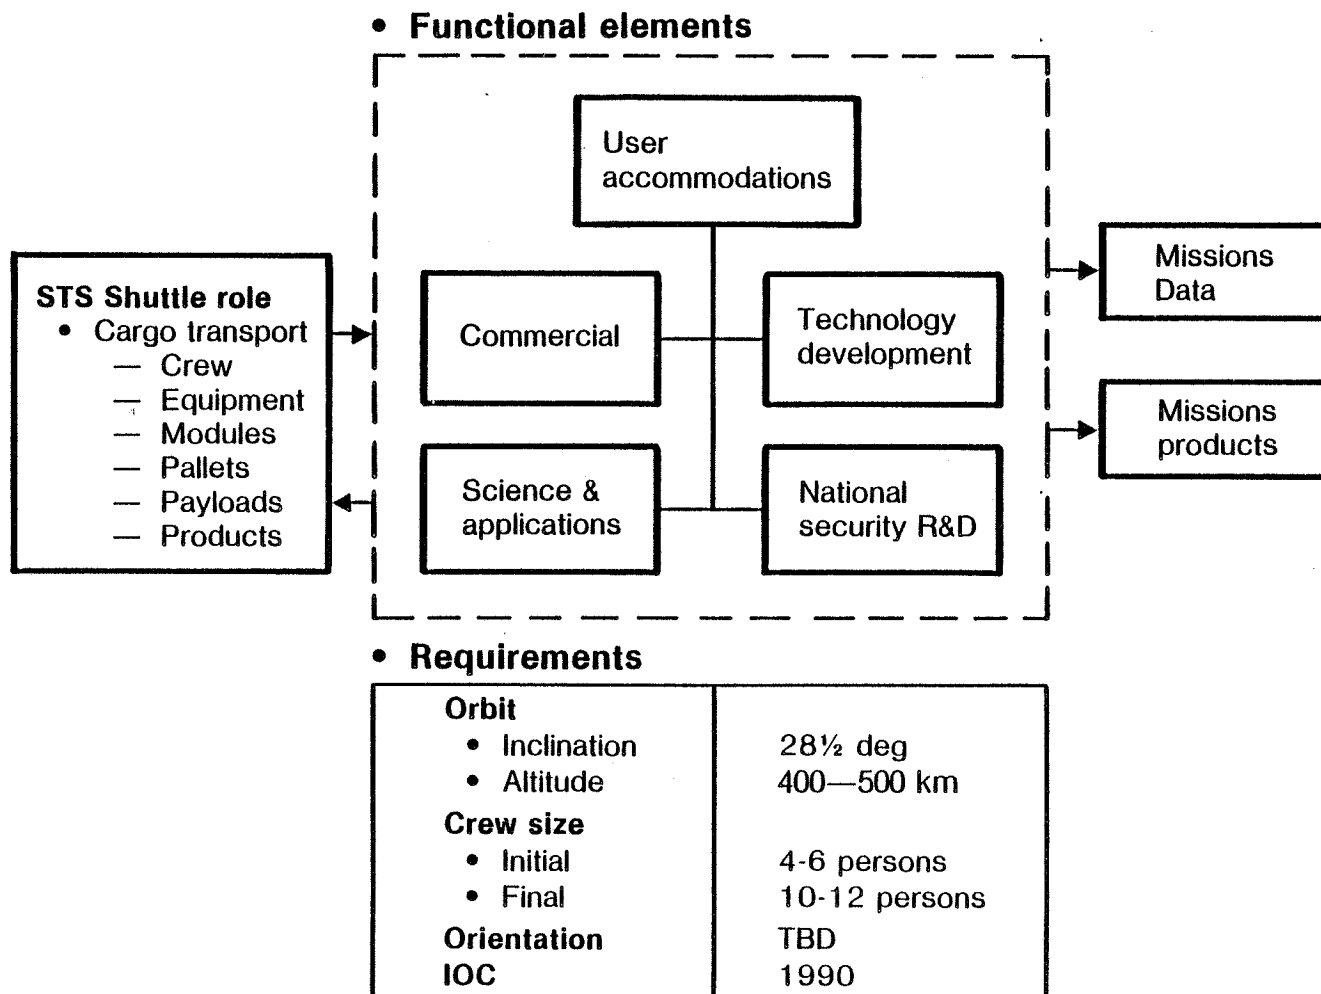 • Functional elements
User
accommodations
STS Shuttle role
• Cargo transport
— Crew
— Equipment
— Modules
— Pallets
— Payloads
— Products
Commercial
Technology
development
Science &
applications
National
security R&D
Missions
Data
Missions
products
• Requirements
Orbit
• Inclination 28½ deg
• Altitude 400—500 km
Crew size
• Initial 4-6 persons
• Final 10-12 persons
Orientation TBD
IOC 1990